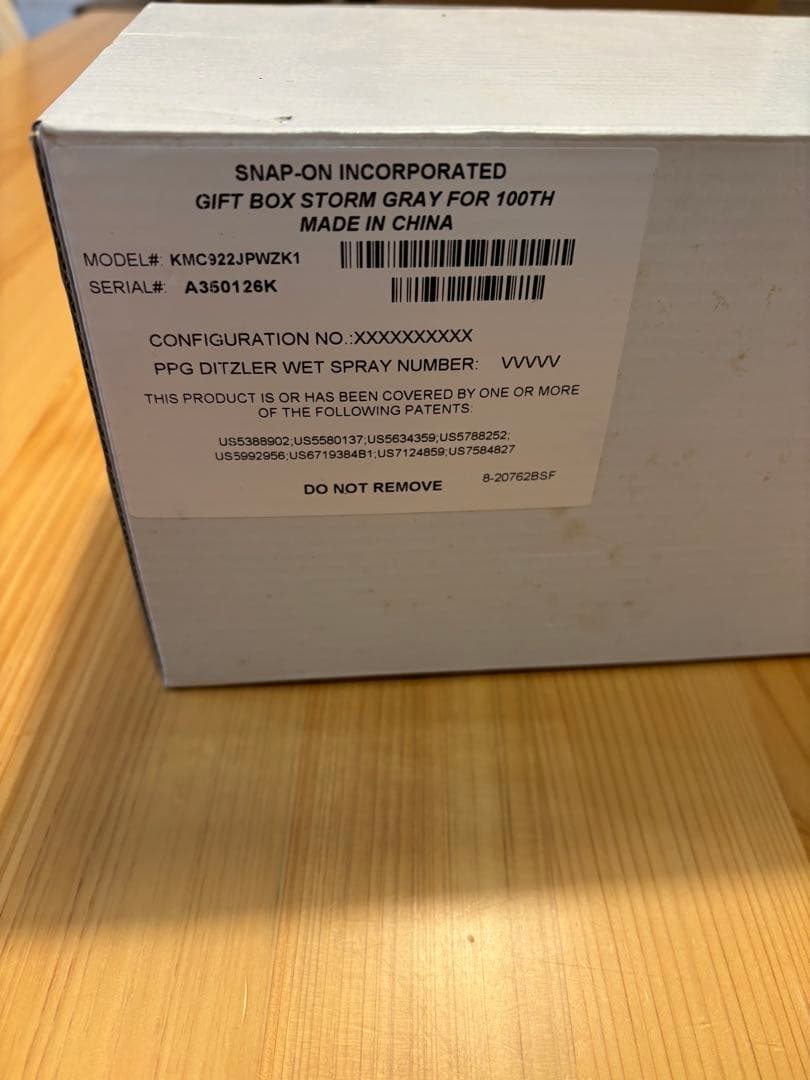 SNAP-ON INCORPORATED
GIFT BOX STORM GRAY FOR 100TH
MADE IN CHINA
MODEL#: KMC922JPWZK1
SERIAL#: A350126K
CONFIGURATION NO.:XXXXXXXXXX
PPG DITZLER WET SPRAY NUMBER: VVVVV
THIS PRODUCT IS OR HAS BEEN COVERED BY ONE OR MORE
OF THE FOLLOWING PATENTS:
US5388902;US5580137;US5634359;US5788252;
US5992956;US6719384B1;US7124859;US7584827
DO NOT REMOVE 8-20762BSF